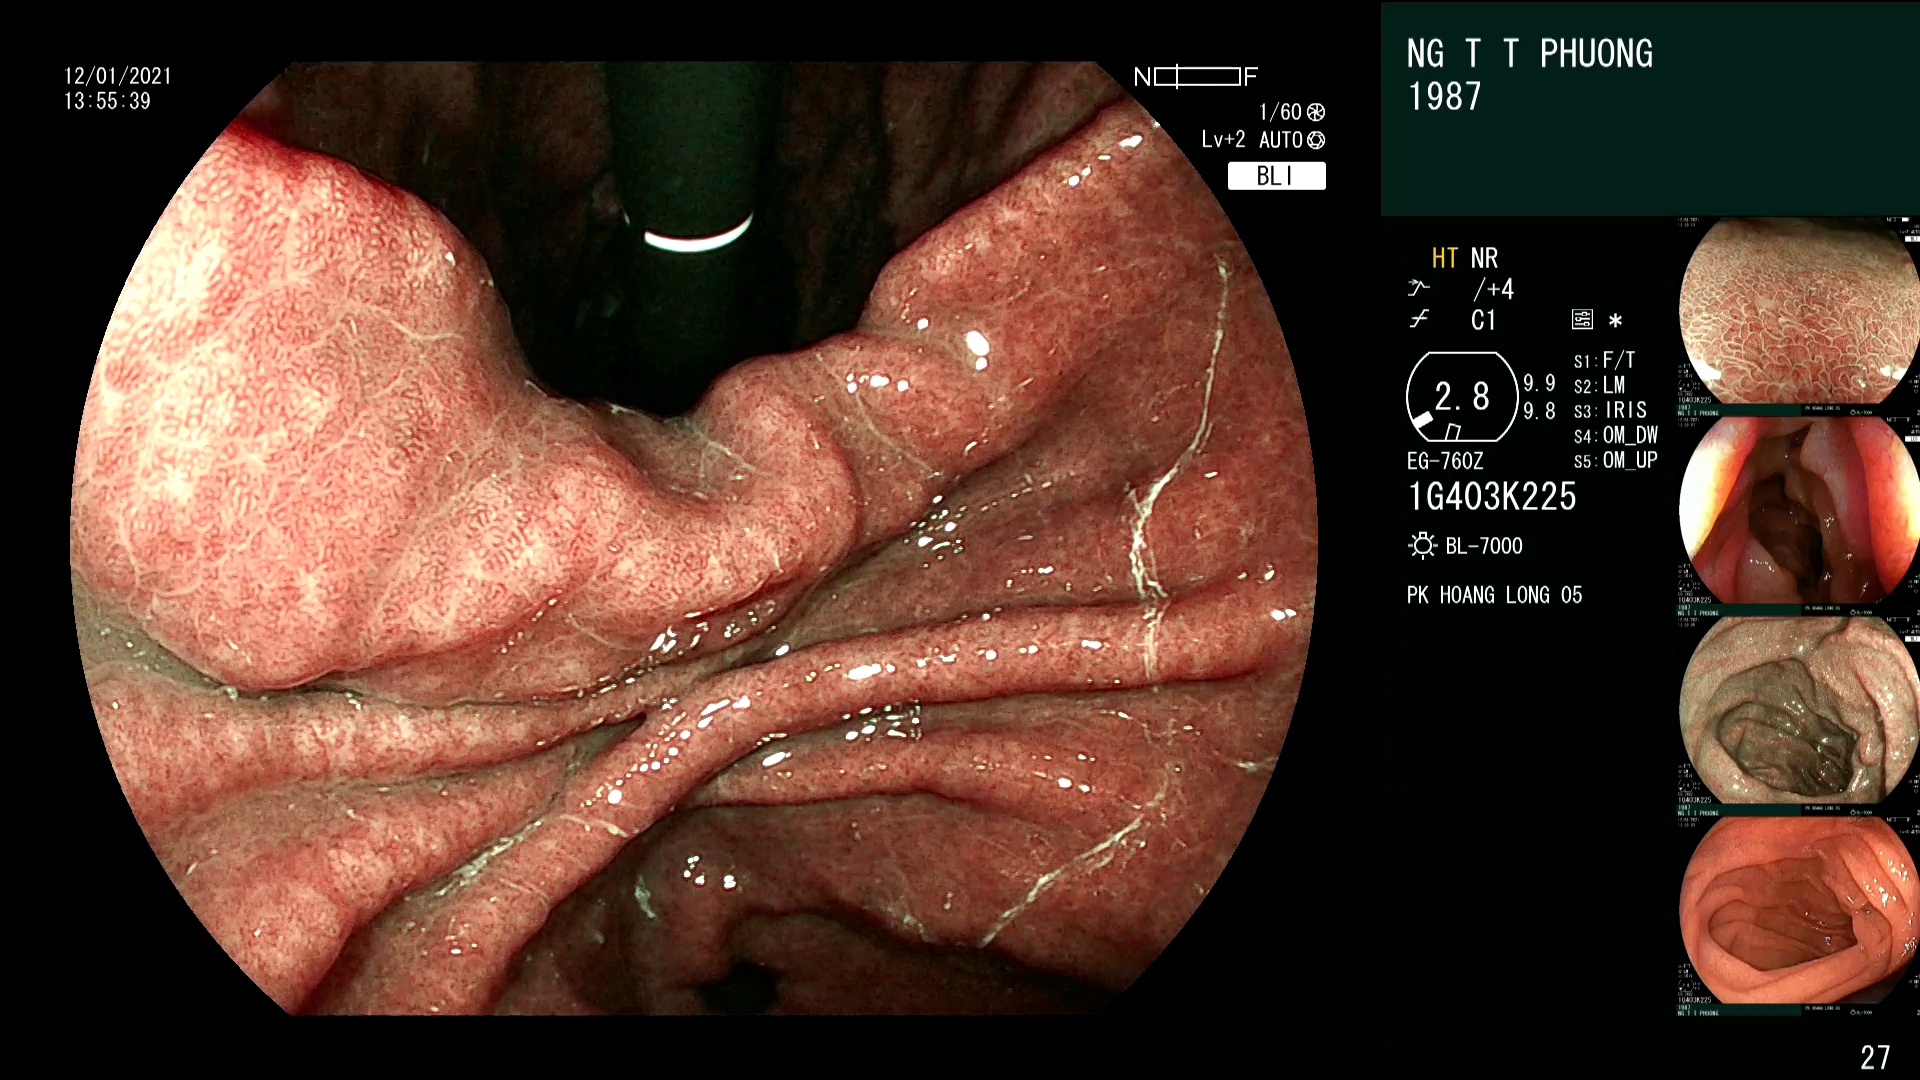 12/01/2021
13:55:39
N F
1/60
Lv+2 AUTO
BLI
NG T T PHUONG
1987
HT NR
/+4
C1
2.8
9.9
9.8
S1:F/T
S2:LM
S3:IRIS
S4:OM_DW
S5:OM_UP
EG-760Z
1G403K225
BL-7000
PK HOANG LONG 05
27